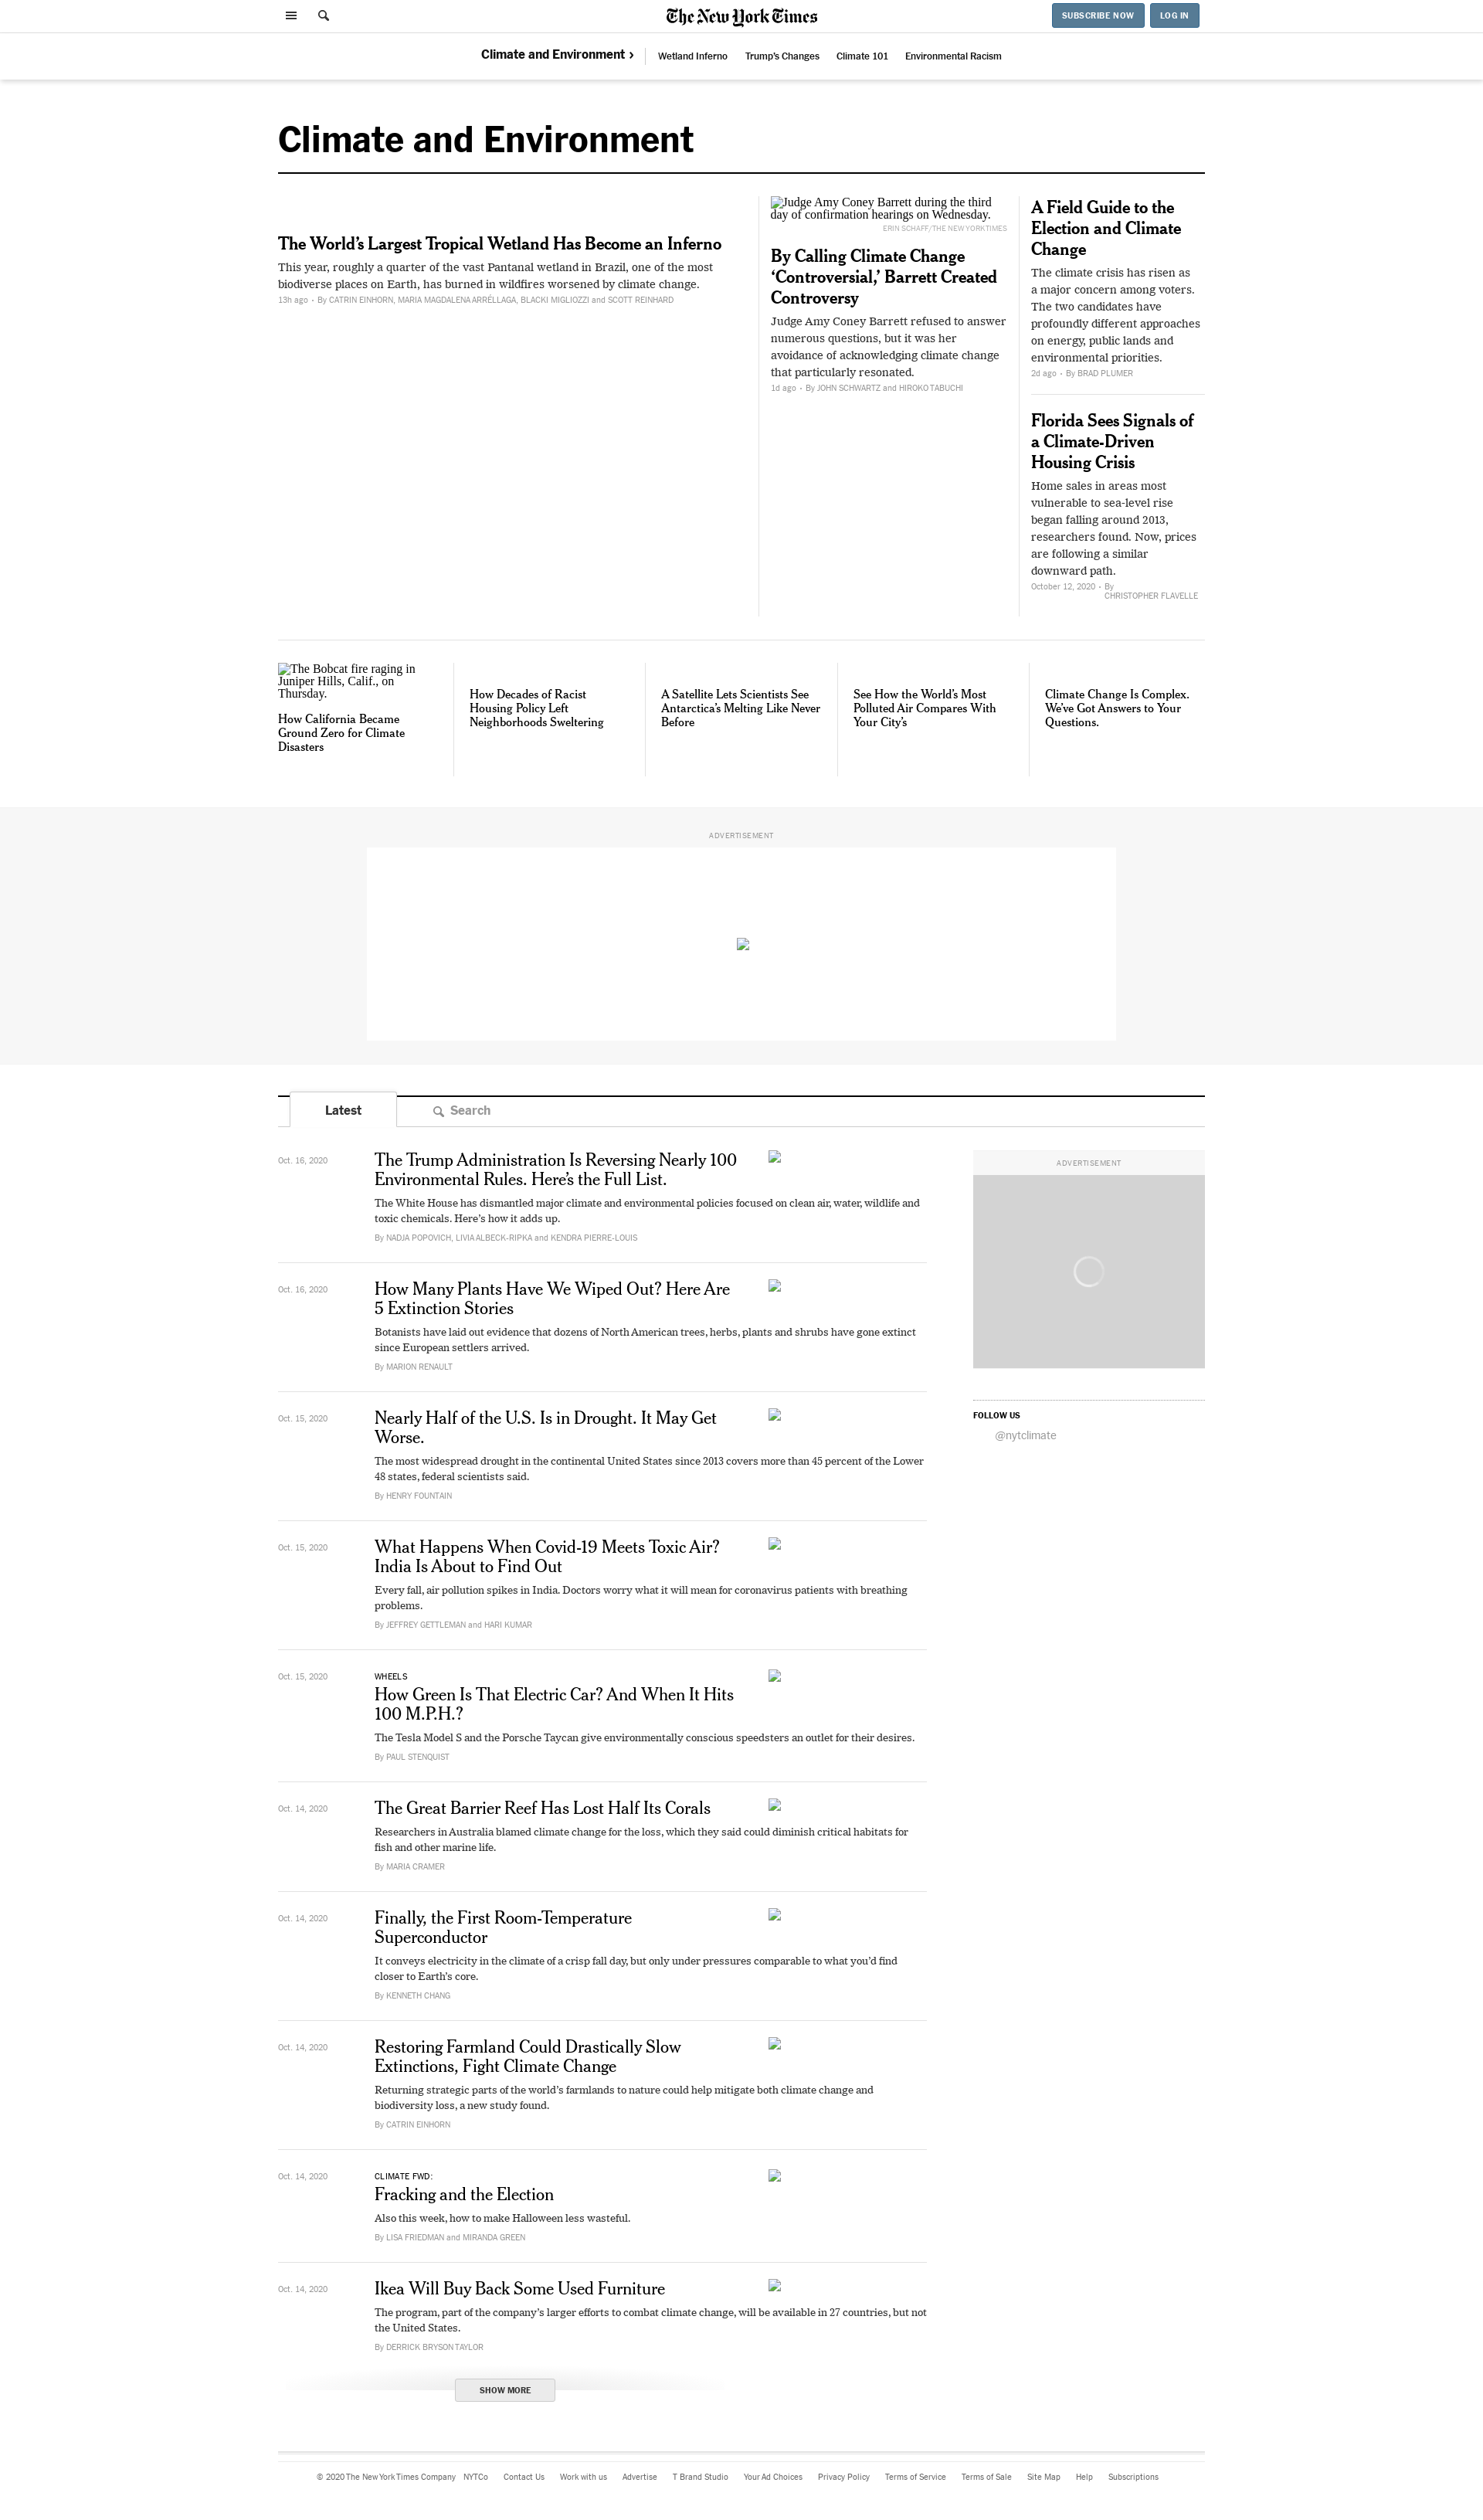 The New York Times
SUBSCRIBE NOW
LOG IN
Climate and Environment ›
Wetland Inferno
Trump's Changes
Climate 101
Environmental Racism
Climate and Environment
The World's Largest Tropical Wetland Has Become an Inferno
This year, roughly a quarter of the vast Pantanal wetland in Brazil, one of the most
biodiverse places on Earth, has burned in wildfires worsened by climate change.
13h ago • By CATRIN EINHORN, MARIA MAGDALENA ARRÉLLAGA, BLACKI MIGLIOZZI and SCOTT REINHARD
Judge Amy Coney Barrett during the third
day of confirmation hearings on Wednesday.
ERIN SCHAFF/THE NEW YORK TIMES
By Calling Climate Change
‘Controversial,’ Barrett Created
Controversy
Judge Amy Coney Barrett refused to answer
numerous questions, but it was her
avoidance of acknowledging climate change
that particularly resonated.
1d ago • By JOHN SCHWARTZ and HIROKO TABUCHI
A Field Guide to the
Election and Climate
Change
The climate crisis has risen as
a major concern among voters.
The two candidates have
profoundly different approaches
on energy, public lands and
environmental priorities.
2d ago • By BRAD PLUMER
Florida Sees Signals of
a Climate-Driven
Housing Crisis
Home sales in areas most
vulnerable to sea-level rise
began falling around 2013,
researchers found. Now, prices
are following a similar
downward path.
October 12, 2020 • By
CHRISTOPHER FLAVELLE
The Bobcat fire raging in
Juniper Hills, Calif., on
Thursday.
How California Became
Ground Zero for Climate
Disasters
How Decades of Racist
Housing Policy Left
Neighborhoods Sweltering
A Satellite Lets Scientists See
Antarctica's Melting Like Never
Before
See How the World's Most
Polluted Air Compares With
Your City's
Climate Change Is Complex.
We've Got Answers to Your
Questions.
ADVERTISEMENT
Latest
Search
Oct. 16, 2020
The Trump Administration Is Reversing Nearly 100
Environmental Rules. Here's the Full List.
The White House has dismantled major climate and environmental policies focused on clean air, water, wildlife and
toxic chemicals. Here's how it adds up.
By NADJA POPOVICH, LIVIA ALBECK-RIPKA and KENDRA PIERRE-LOUIS
ADVERTISEMENT
FOLLOW US
@nytclimate
Oct. 16, 2020
How Many Plants Have We Wiped Out? Here Are
5 Extinction Stories
Botanists have laid out evidence that dozens of North American trees, herbs, plants and shrubs have gone extinct
since European settlers arrived.
By MARION RENAULT
Oct. 15, 2020
Nearly Half of the U.S. Is in Drought. It May Get
Worse.
The most widespread drought in the continental United States since 2013 covers more than 45 percent of the Lower
48 states, federal scientists said.
By HENRY FOUNTAIN
Oct. 15, 2020
What Happens When Covid-19 Meets Toxic Air?
India Is About to Find Out
Every fall, air pollution spikes in India. Doctors worry what it will mean for coronavirus patients with breathing
problems.
By JEFFREY GETTLEMAN and HARI KUMAR
Oct. 15, 2020
WHEELS
How Green Is That Electric Car? And When It Hits
100 M.P.H.?
The Tesla Model S and the Porsche Taycan give environmentally conscious speedsters an outlet for their desires.
By PAUL STENQUIST
Oct. 14, 2020
The Great Barrier Reef Has Lost Half Its Corals
Researchers in Australia blamed climate change for the loss, which they said could diminish critical habitats for
fish and other marine life.
By MARIA CRAMER
Oct. 14, 2020
Finally, the First Room-Temperature
Superconductor
It conveys electricity in the climate of a crisp fall day, but only under pressures comparable to what you'd find
closer to Earth's core.
By KENNETH CHANG
Oct. 14, 2020
Restoring Farmland Could Drastically Slow
Extinctions, Fight Climate Change
Returning strategic parts of the world's farmlands to nature could help mitigate both climate change and
biodiversity loss, a new study found.
By CATRIN EINHORN
Oct. 14, 2020
CLIMATE FWD:
Fracking and the Election
Also this week, how to make Halloween less wasteful.
By LISA FRIEDMAN and MIRANDA GREEN
Oct. 14, 2020
Ikea Will Buy Back Some Used Furniture
The program, part of the company's larger efforts to combat climate change, will be available in 27 countries, but not
the United States.
By DERRICK BRYSON TAYLOR
SHOW MORE
© 2020 The New York Times Company
NYTCo
Contact Us
Work with us
Advertise
T Brand Studio
Your Ad Choices
Privacy Policy
Terms of Service
Terms of Sale
Site Map
Help
Subscriptions